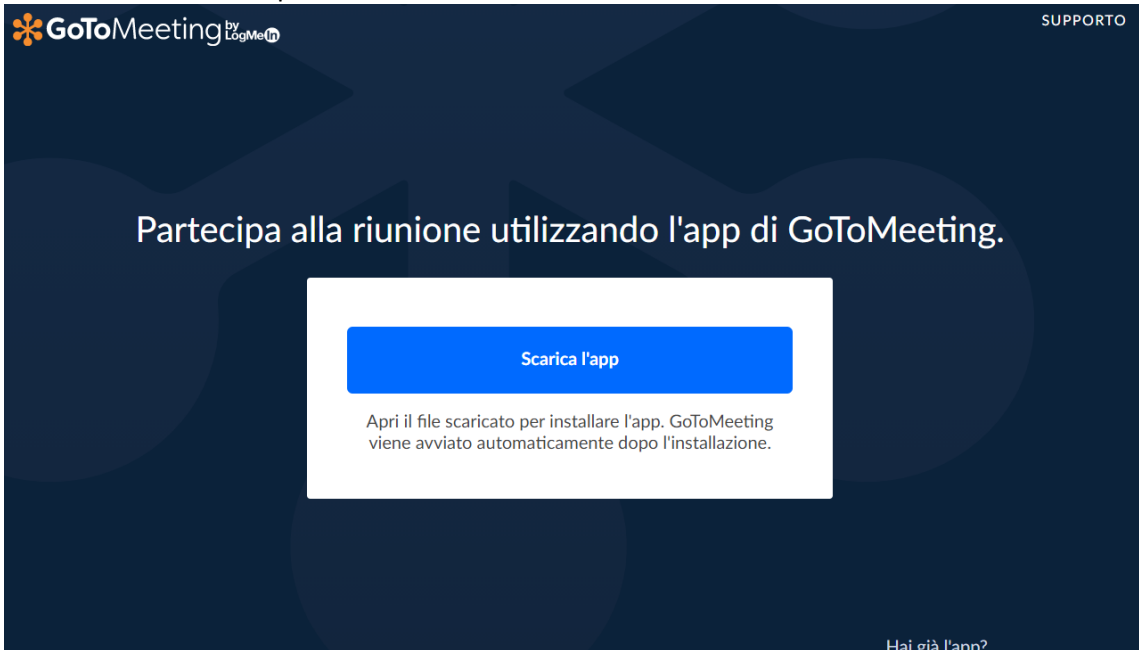 GoToMeeting by LogMeIn
SUPPORTO
Partecipa alla riunione utilizzando l'app di GoToMeeting.
Scarica l'app
Apri il file scaricato per installare l'app. GoToMeeting
viene avviato automaticamente dopo l'installazione.
Hai già l'app?